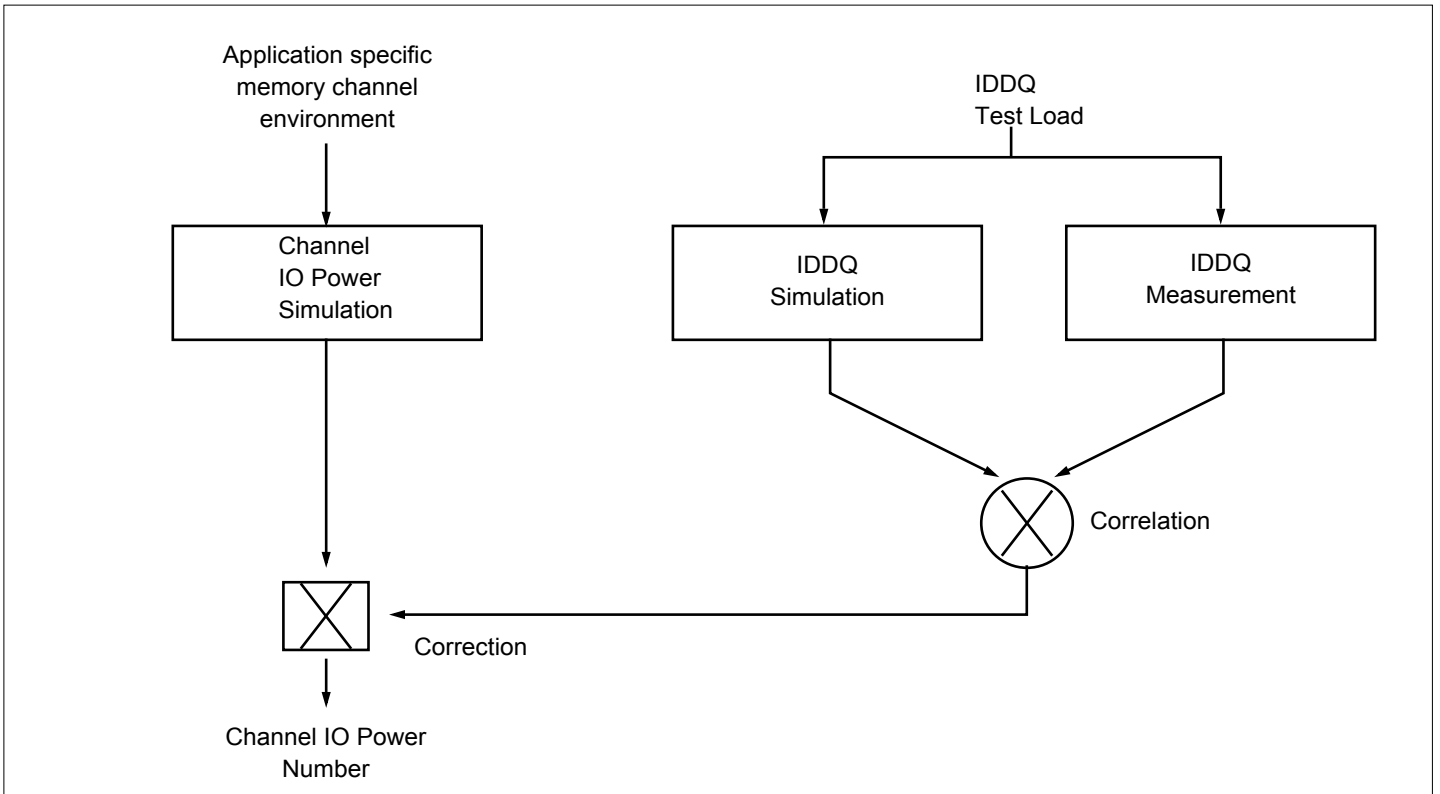 Application specific
memory channel
environment
IDDQ
Test Load
Channel
IO Power
Simulation
IDDQ
Simulation
IDDQ
Measurement
Correlation
Correction
Channel IO Power
Number